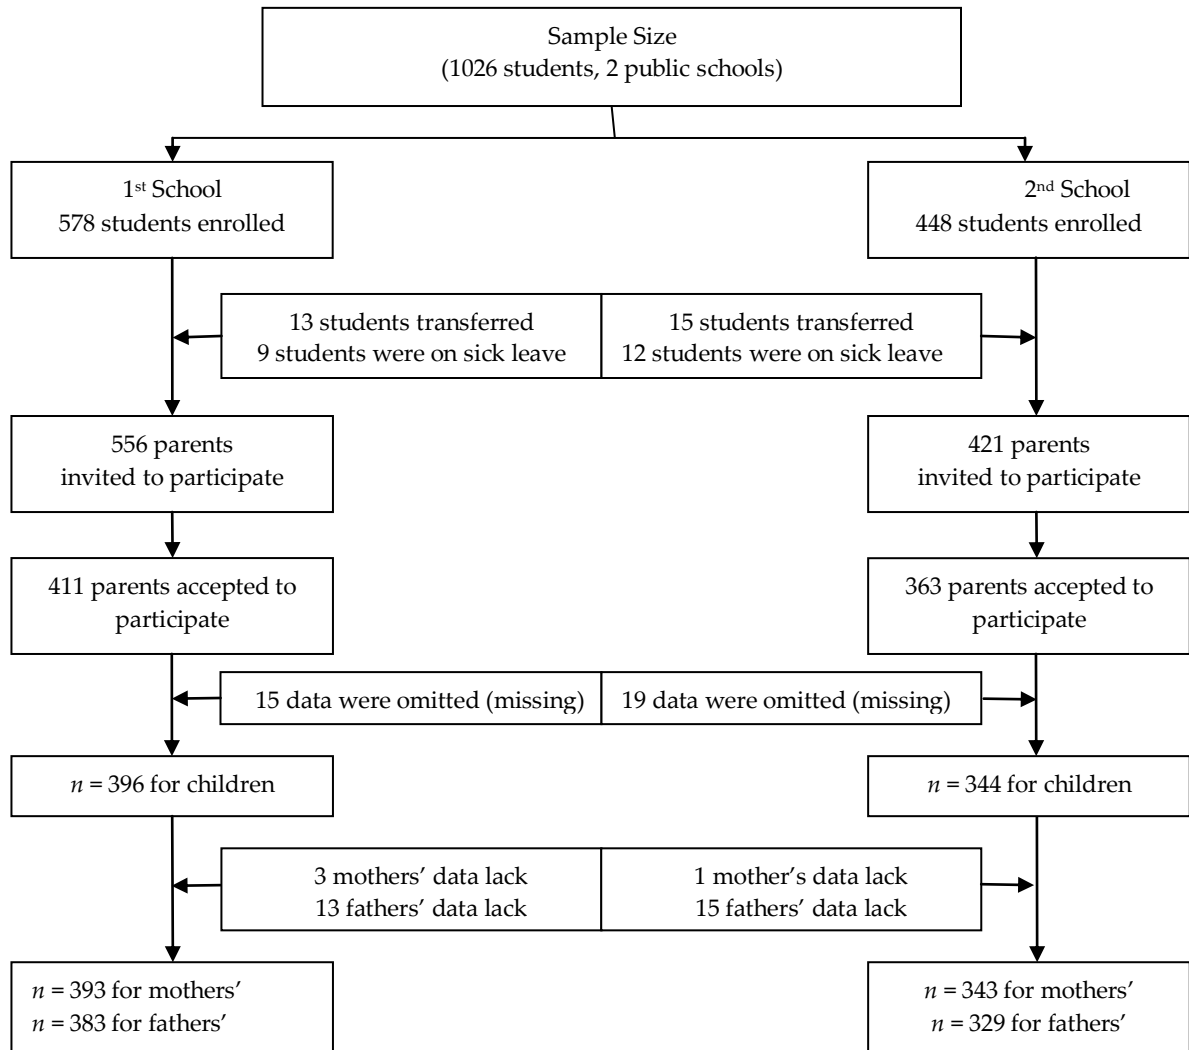 Sample Size
(1026 students, 2 public schools)
1st School
578 students enrolled
2nd School
448 students enrolled
13 students transferred
9 students were on sick leave
15 students transferred
12 students were on sick leave
556 parents
invited to participate
421 parents
invited to participate
411 parents accepted to
participate
363 parents accepted to
participate
15 data were omitted (missing)
19 data were omitted (missing)
n = 396 for children
n = 344 for children
3 mothers’ data lack
13 fathers’ data lack
1 mother’s data lack
15 fathers’ data lack
n = 393 for mothers’
n = 383 for fathers’
n = 343 for mothers’
n = 329 for fathers’